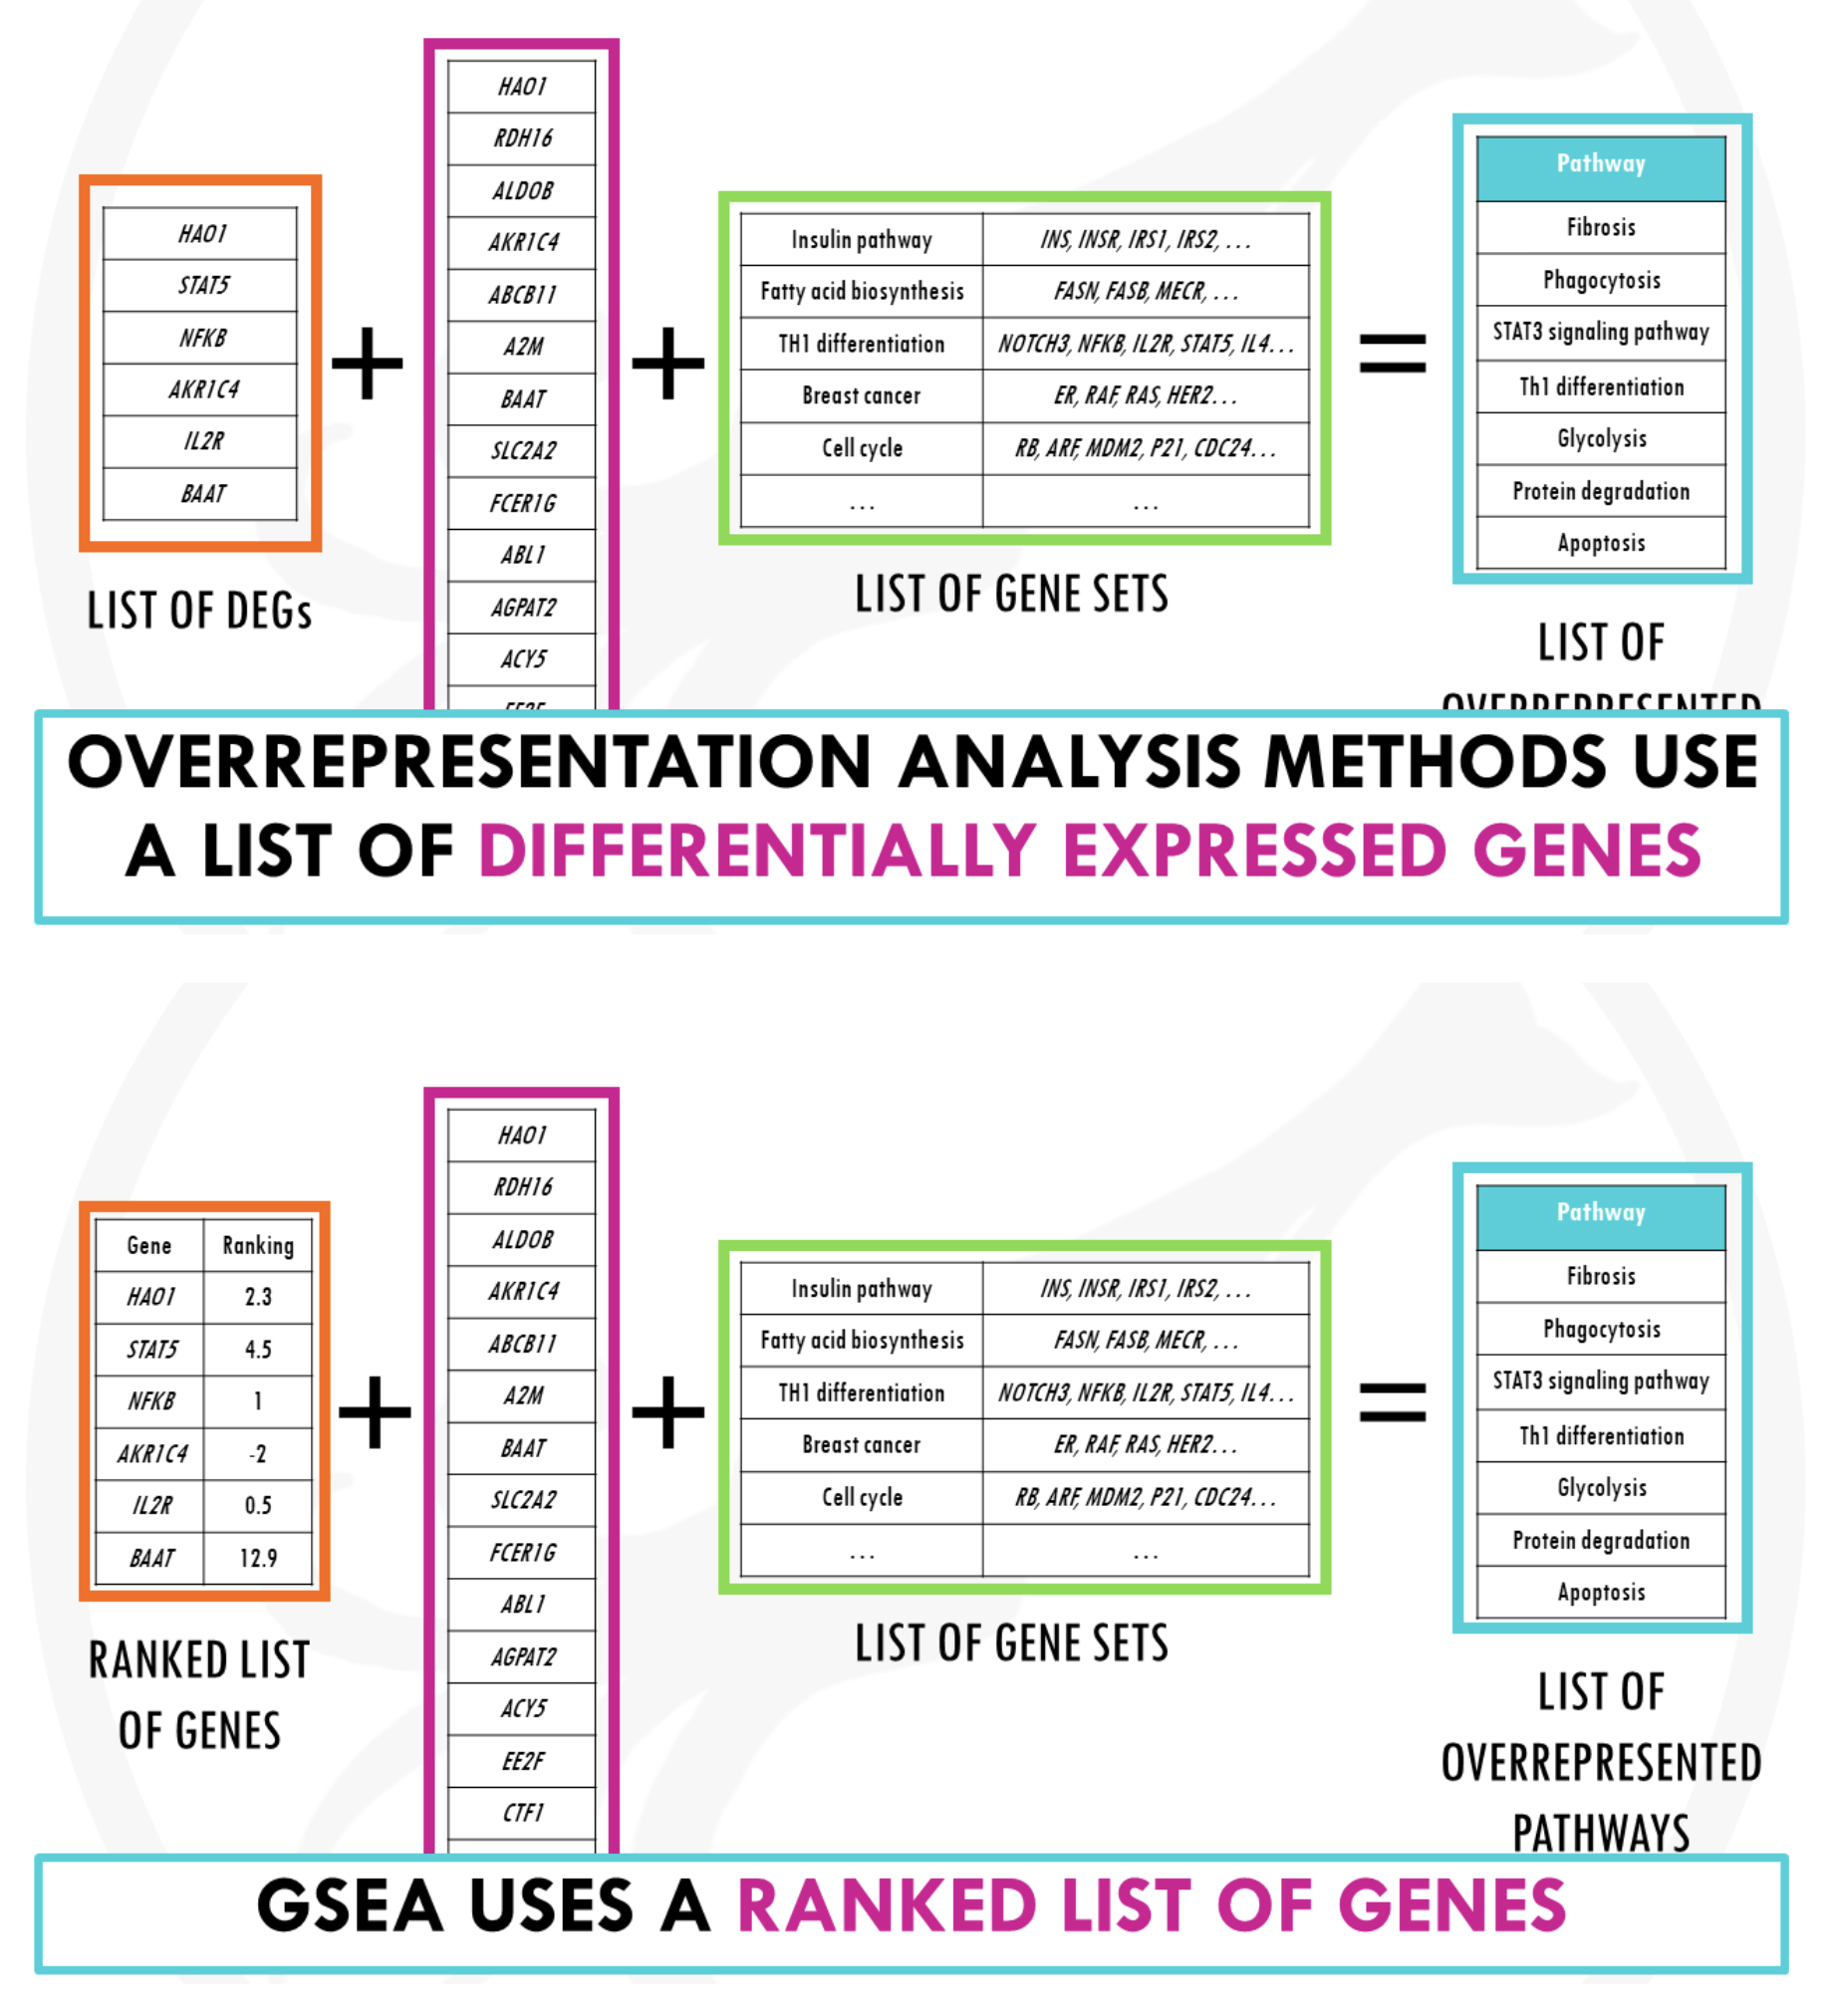 HAO1
STAT5
NFKB
AKR1C4
IL2R
BAAT
LIST OF DEGs
+
HAO1
RDH16
ALDOB
AKR1C4
ABCB11
A2M
BAAT
SLC2A2
FCER1G
ABL1
AGPAT2
ACY5
+
Insulin pathway INS, INSR, IRS1, IRS2, ...
Fatty acid biosynthesis FASN, FASB, MECR, ...
TH1 differentiation NOTCH3, NFKB, IL2R, STAT5, IL4...
Breast cancer ER, RAF, RAS, HER2...
Cell cycle RB, ARF, MDM2, P21, CDC24...
... ...
LIST OF GENE SETS
=
Pathway
Fibrosis
Phagocytosis
STAT3 signaling pathway
Th1 differentiation
Glycolysis
Protein degradation
Apoptosis
LIST OF
OVERREPRESENTED
OVERREPRESENTATION ANALYSIS METHODS USE
A LIST OF DIFFERENTIALLY EXPRESSED GENES
Gene Ranking
HAO1 2.3
STAT5 4.5
NFKB 1
AKR1C4 -2
IL2R 0.5
BAAT 12.9
RANKED LIST
OF GENES
+
HAO1
RDH16
ALDOB
AKR1C4
ABCB11
A2M
BAAT
SLC2A2
FCER1G
ABL1
AGPAT2
ACY5
EE2F
CTF1
+
Insulin pathway INS, INSR, IRS1, IRS2, ...
Fatty acid biosynthesis FASN, FASB, MECR, ...
TH1 differentiation NOTCH3, NFKB, IL2R, STAT5, IL4...
Breast cancer ER, RAF, RAS, HER2...
Cell cycle RB, ARF, MDM2, P21, CDC24...
... ...
LIST OF GENE SETS
=
Pathway
Fibrosis
Phagocytosis
STAT3 signaling pathway
Th1 differentiation
Glycolysis
Protein degradation
Apoptosis
LIST OF
OVERREPRESENTED
PATHWAYS
GSEA USES A RANKED LIST OF GENES